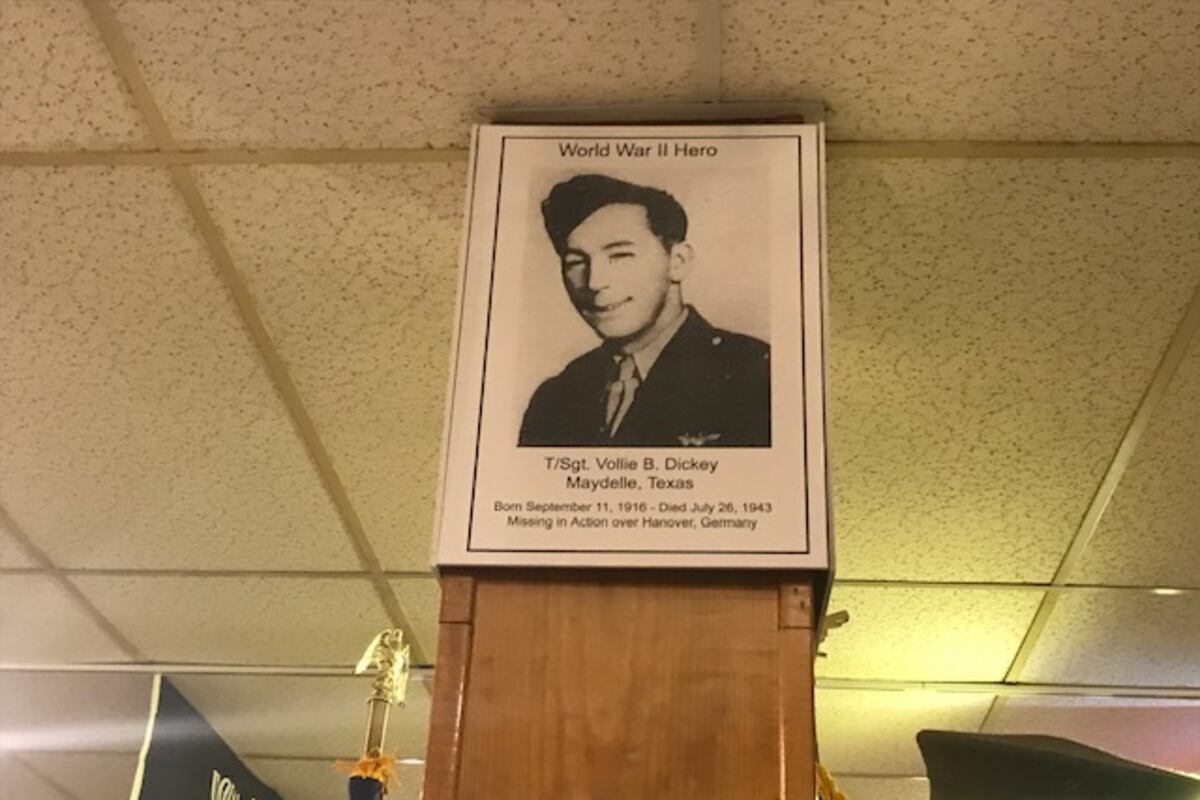 World War II Hero
T/Sgt. Vollie B. Dickey
Maydelle, Texas
Born September 11, 1916 - Died July 26, 1943
Missing in Action over Hanover, Germany